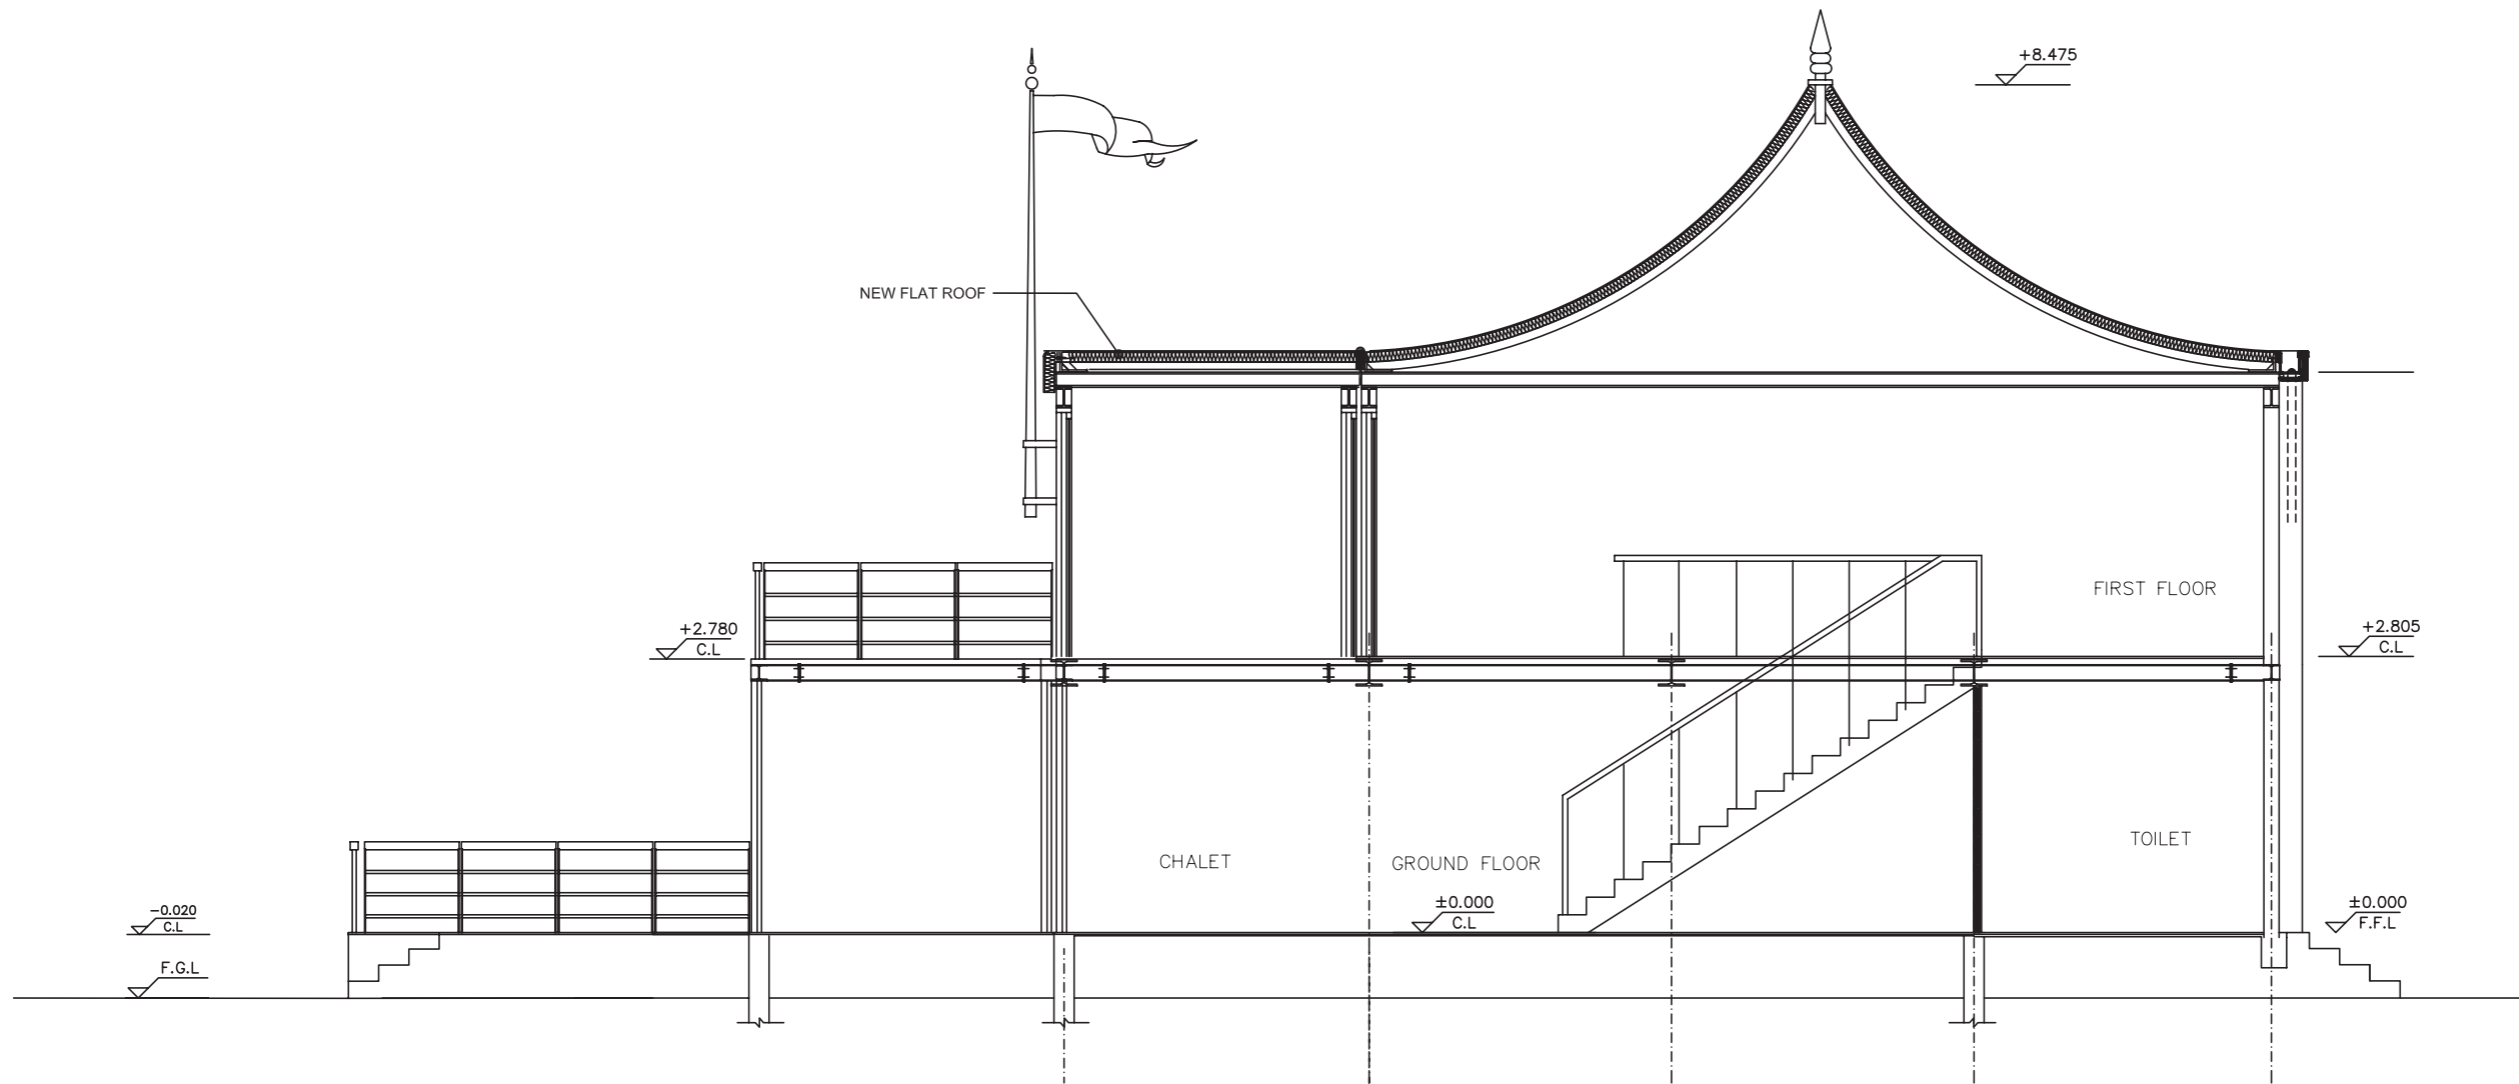 +8.475
NEW FLAT ROOF
FIRST FLOOR
+2.780
C.L
+2.805
C.L
CHALET
GROUND FLOOR
TOILET
±0.000
C.L
±0.000
F.F.L
-0.020
C.L
F.G.L